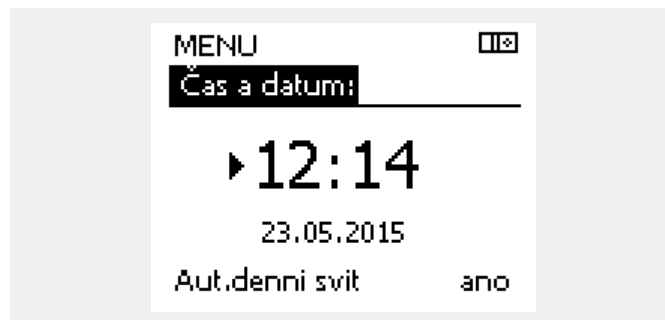 MENU
Čas a datum:
12:14
23.05.2015
Aut.denni svit ano